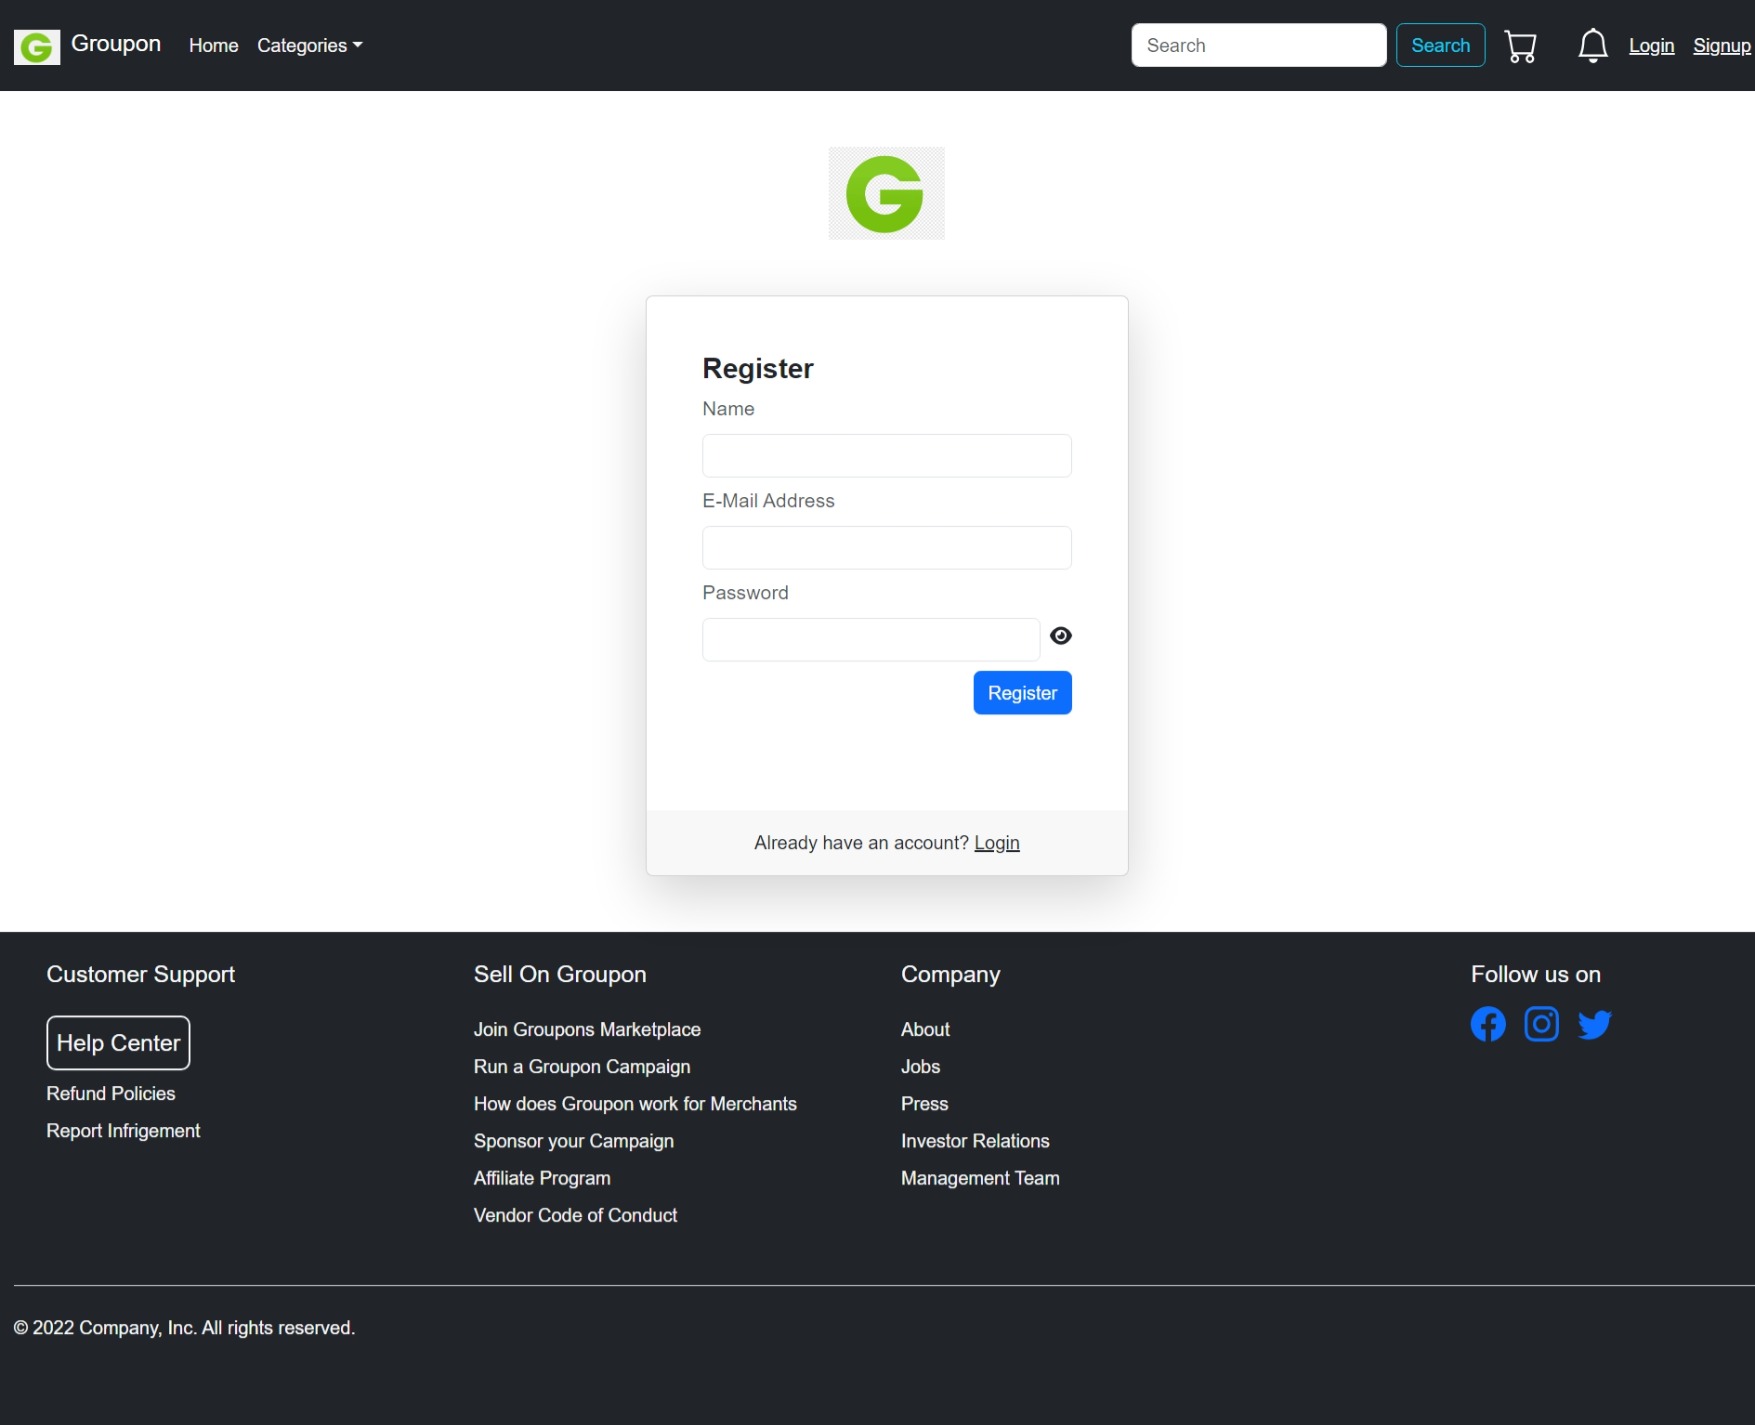 Groupon
Home
Categories
Search
Search
Login
Signup
Register
Name
E-Mail Address
Password
Register
Already have an account? Login
Customer Support
Help Center
Refund Policies
Report Infrigement
Sell On Groupon
Join Groupons Marketplace
Run a Groupon Campaign
How does Groupon work for Merchants
Sponsor your Campaign
Affiliate Program
Vendor Code of Conduct
Company
About
Jobs
Press
Investor Relations
Management Team
Follow us on
© 2022 Company, Inc. All rights reserved.